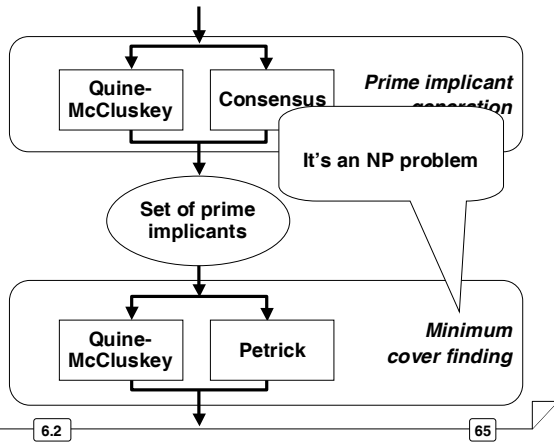 Quine-
McCluskey
Consensus
Prime implicant
generation
It's an NP problem
Set of prime
implicants
Quine-
McCluskey
Petrick
Minimum
cover finding
6.2
65